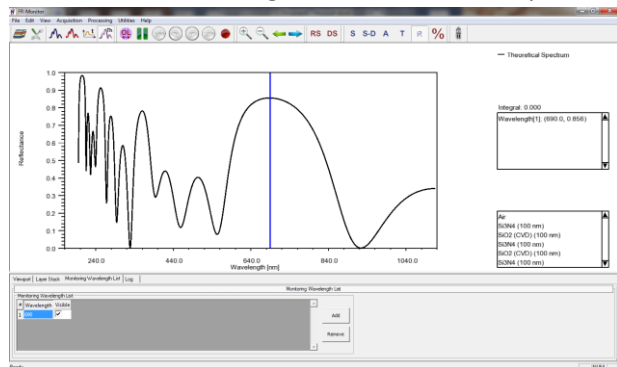 FR-Monitor
File Edit View Acquisition Processing Utilities Help
RS DS S S-D A T R %
Theoretical Spectrum
Integral: 0.000
Wavelength[1]: (690.0, 0.856)
Reflectance
1.0
0.9
0.8
0.7
0.6
0.5
0.4
0.3
0.2
0.1
0.0
240.0 440.0 640.0 840.0 1040.0
Wavelength [nm]
Air
Si3N4 (100 nm)
SiO2 (CVD) (100 nm)
Si3N4 (100 nm)
SiO2 (CVD) (100 nm)
Si3N4 (100 nm)
Viewport Layer Stack Monitoring Wavelength List Log
Monitoring Wavelength List
Monitoring Wavelength List
# Wavelength Visible
1 690
Add
Remove